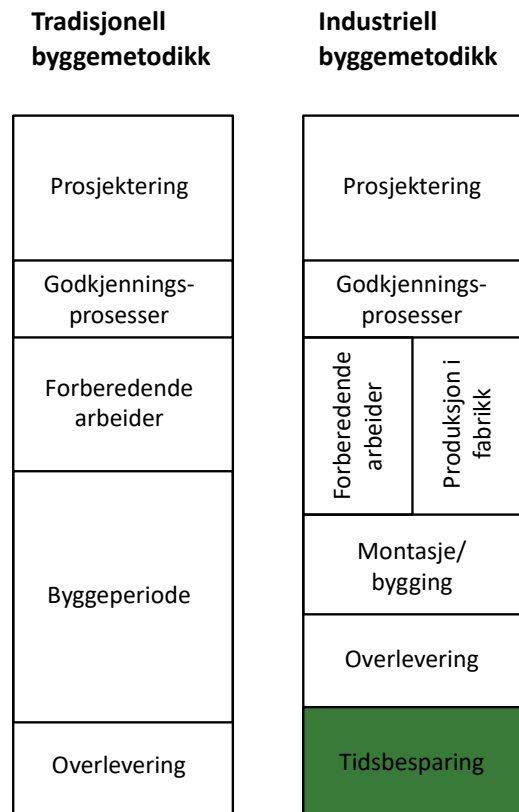 Tradisjonell
byggemetodikk
Prosjektering
Godkjennings-
prosesser
Forberedende
arbeider
Byggeperiode
Overlevering
Industriell
byggemetodikk
Prosjektering
Godkjennings-
prosesser
Forberedende
arbeider
Produksjon i
fabrikk
Montasje/
bygging
Overlevering
Tidsbesparing